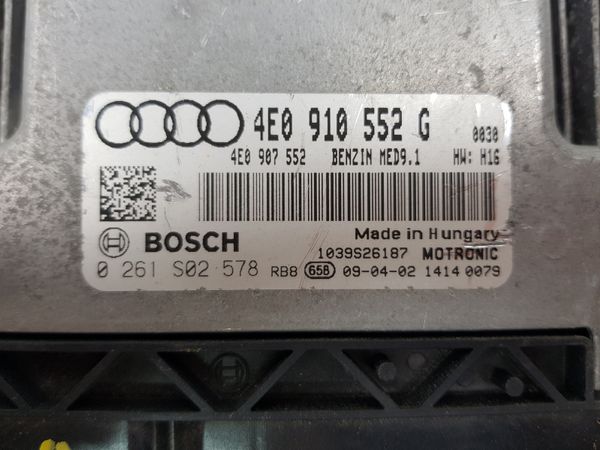 4E0 910 552 G 0030
4E0 907 552 BENZIN MED9.1 HW: H16
Made in Hungary
BOSCH 1039S26187 MOTRONIC
0 261 S02 578 RB8 658 09-04-02 1414 0079
BOSCH